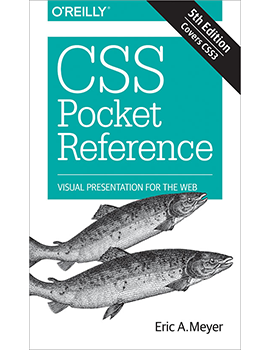 O'REILLY®
5th Edition
Covers CSS3
CSS
Pocket
Reference
VISUAL PRESENTATION FOR THE WEB
Eric A. Meyer